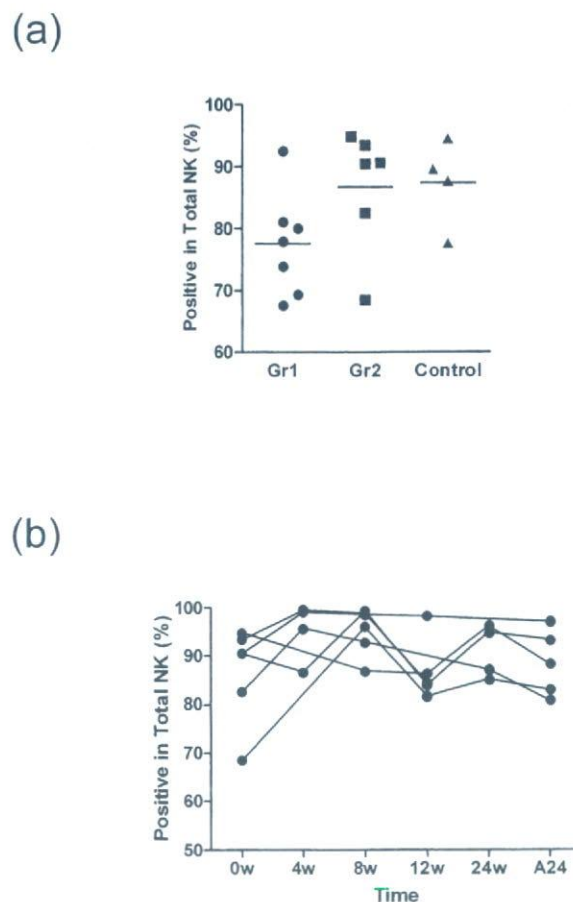 (a)
Positive in Total NK (%)
100
90
80
70
60
Gr1 Gr2 Control
(b)
Positive in Total NK (%)
100
90
80
70
60
50
0w 4w 8w 12w 24w A24
Time